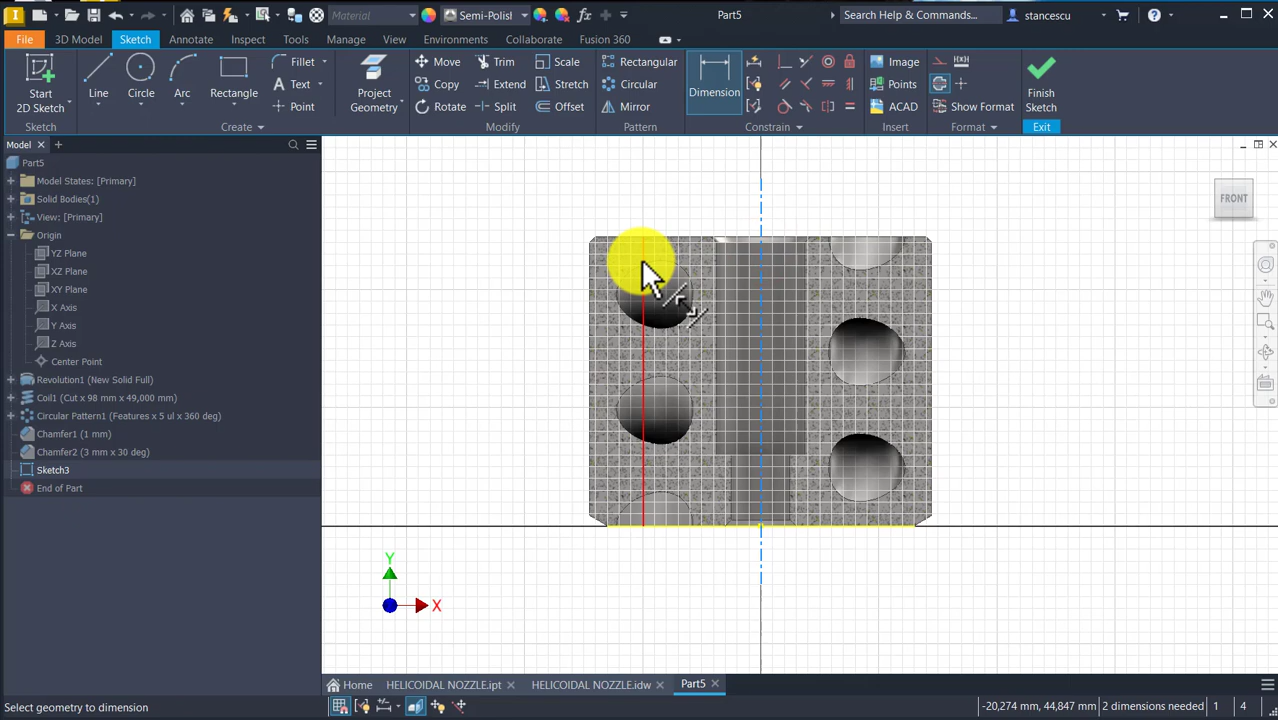 Material
Semi-Polisl
Part5
Search Help & Commands...
stancescu
File 3D Model Sketch Annotate Inspect Tools Manage View Environments Collaborate Fusion 360
Start
2D Sketch
Line
Circle
Arc
Rectangle
Fillet
Text
Point
Project
Geometry
Move Trim Scale
Copy Extend Stretch
Rotate Split Offset
Rectangular
Circular
Mirror
Dimension
Image
Points
ACAD
Show Format
Finish
Sketch
Sketch Create Modify Pattern Constrain Insert Format Exit
Model
Part5
Model States: [Primary]
Solid Bodies(1)
View: [Primary]
Origin
YZ Plane
XZ Plane
XY Plane
X Axis
Y Axis
Z Axis
Center Point
Revolution1 (New Solid Full)
Coil1 (Cut x 98 mm x 49,000 mm)
Circular Pattern1 (Features x 5 ul x 360 deg)
Chamfer1 (1 mm)
Chamfer2 (3 mm x 30 deg)
Sketch3
End of Part
FRONT
Y
X
Home HELICOIDAL NOZZLE.ipt HELICOIDAL NOZZLE.idw Part5
Select geometry to dimension
-20,274 mm, 44,847 mm 2 dimensions needed 1 4